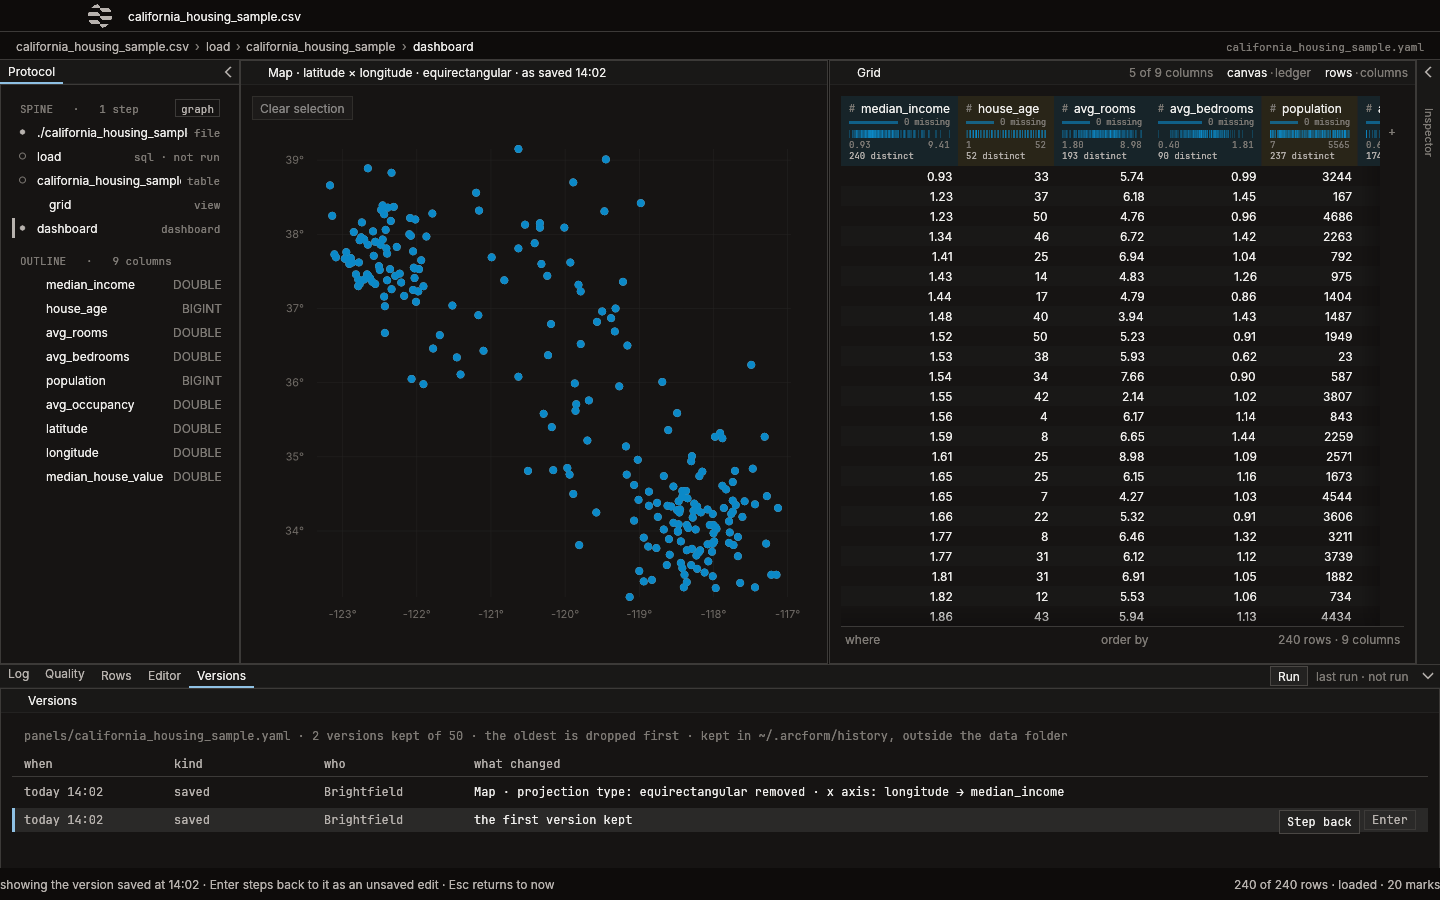 california_housing_sample.csv
california_housing_sample.csv › load › california_housing_sample › dashboard
california_housing_sample.yaml
Protocol
SPINE · 1 step graph
./california_housing_sampl file
load sql · not run
california_housing_sampl table
grid view
dashboard dashboard
OUTLINE · 9 columns
median_income DOUBLE
house_age BIGINT
avg_rooms DOUBLE
avg_bedrooms DOUBLE
population BIGINT
avg_occupancy DOUBLE
latitude DOUBLE
longitude DOUBLE
median_house_value DOUBLE
Map · latitude × longitude · equirectangular · as saved 14:02
Clear selection
39°
38°
37°
36°
35°
34°
-123° -122° -121° -120° -119° -118° -117°
Grid 5 of 9 columns canvas · ledger rows · columns
# median_income # house_age # avg_rooms # avg_bedrooms # population # a
0 missing 0 missing 0 missing 0 missing 0 missing
0.93 9.41 1 52 1.80 8.98 0.40 1.81 7 5565 0.6
240 distinct 52 distinct 193 distinct 90 distinct 237 distinct 174
+
0.93 33 5.74 0.99 3244
1.23 37 6.18 1.45 167
1.23 50 4.76 0.96 4686
1.34 46 6.72 1.42 2263
1.41 25 6.94 1.04 792
1.43 14 4.83 1.26 975
1.44 17 4.79 0.86 1404
1.48 40 3.94 1.43 1487
1.52 50 5.23 0.91 1949
1.53 38 5.93 0.62 23
1.54 34 7.66 0.90 587
1.55 42 2.14 1.02 3807
1.56 4 6.17 1.14 843
1.59 8 6.65 1.44 2259
1.61 25 8.98 1.09 2571
1.65 25 6.15 1.16 1673
1.65 7 4.27 1.03 4544
1.66 22 5.32 0.91 3606
1.77 8 6.46 1.32 3211
1.77 31 6.12 1.12 3739
1.81 31 6.91 1.05 1882
1.82 12 5.53 1.06 734
1.86 43 5.94 1.13 4434
where order by 240 rows · 9 columns
Inspector
Log Quality Rows Editor Versions
Run last run · not run
Versions
panels/california_housing_sample.yaml · 2 versions kept of 50 · the oldest is dropped first · kept in ~/.arcform/history, outside the data folder
when kind who what changed
today 14:02 saved Brightfield Map · projection type: equirectangular removed · x axis: longitude → median_income
today 14:02 saved Brightfield the first version kept Step back Enter
showing the version saved at 14:02 · Enter steps back to it as an unsaved edit · Esc returns to now
240 of 240 rows · loaded · 20 marks